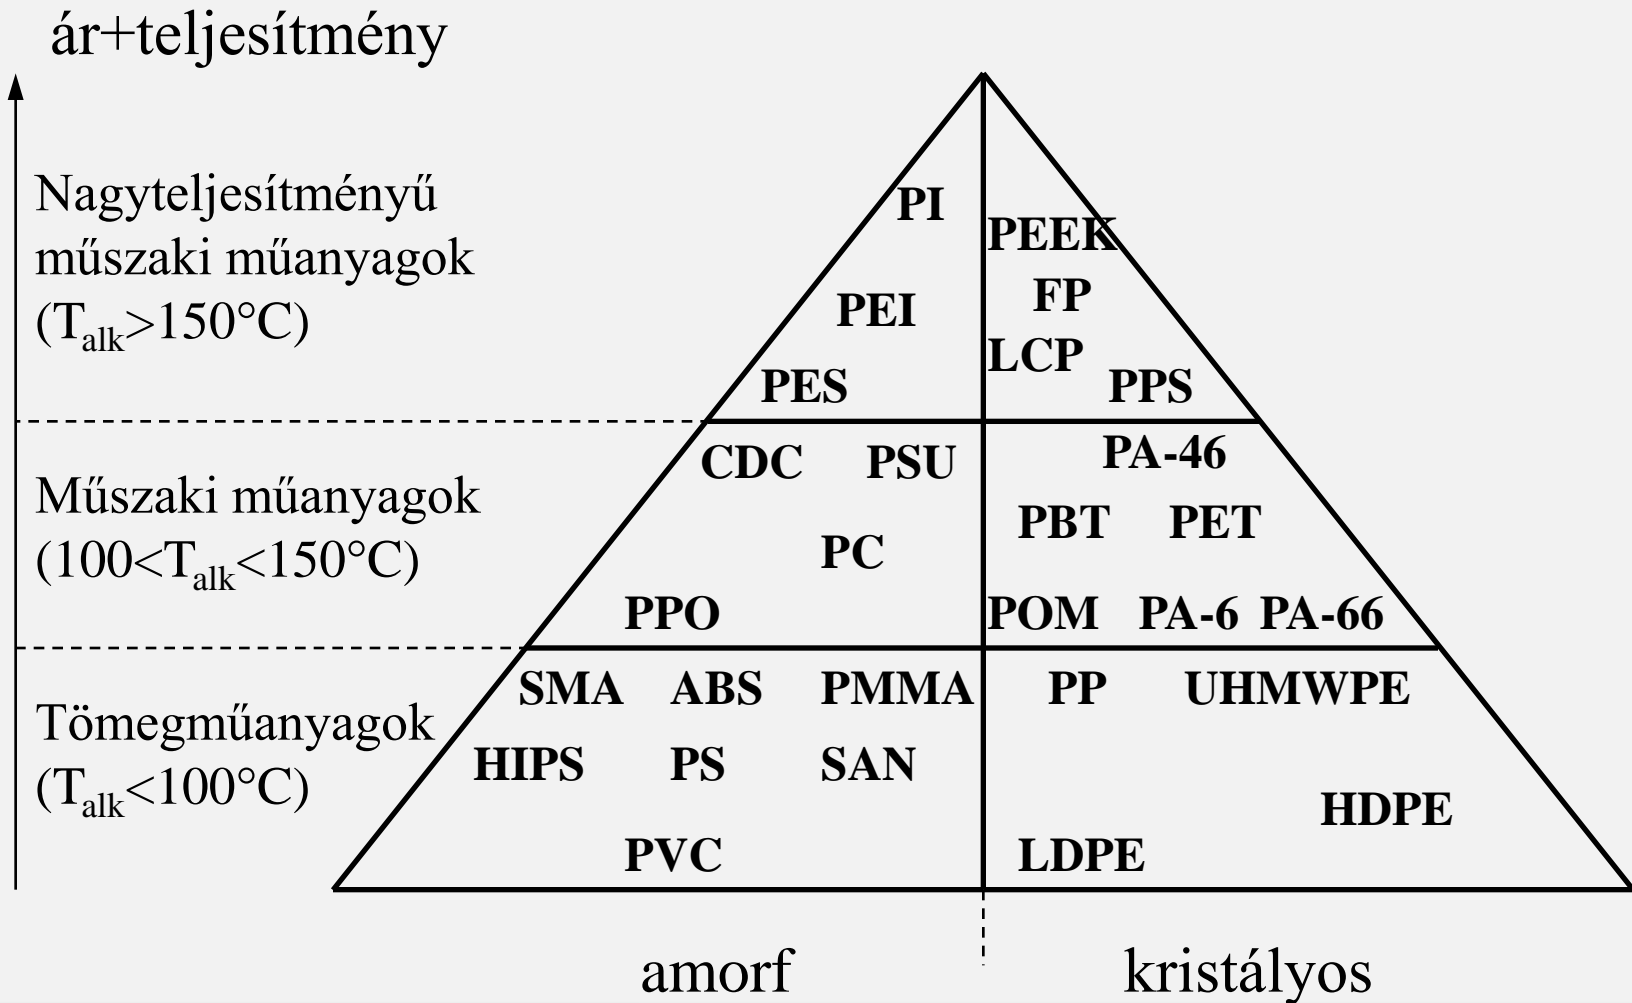 ár+teljesítmény
Nagyteljesítményű
műszaki műanyagok
(Talk>150°C)
PI
PEEK
FP
PEI
LCP
PES
PPS
Műszaki műanyagok
(100<Talk<150°C)
CDC PSU
PA-46
PBT PET
PC
PPO
POM PA-6 PA-66
Tömegműanyagok
(Talk<100°C)
SMA ABS PMMA
PP UHMWPE
HIPS PS SAN
HDPE
PVC
LDPE
amorf kristályos